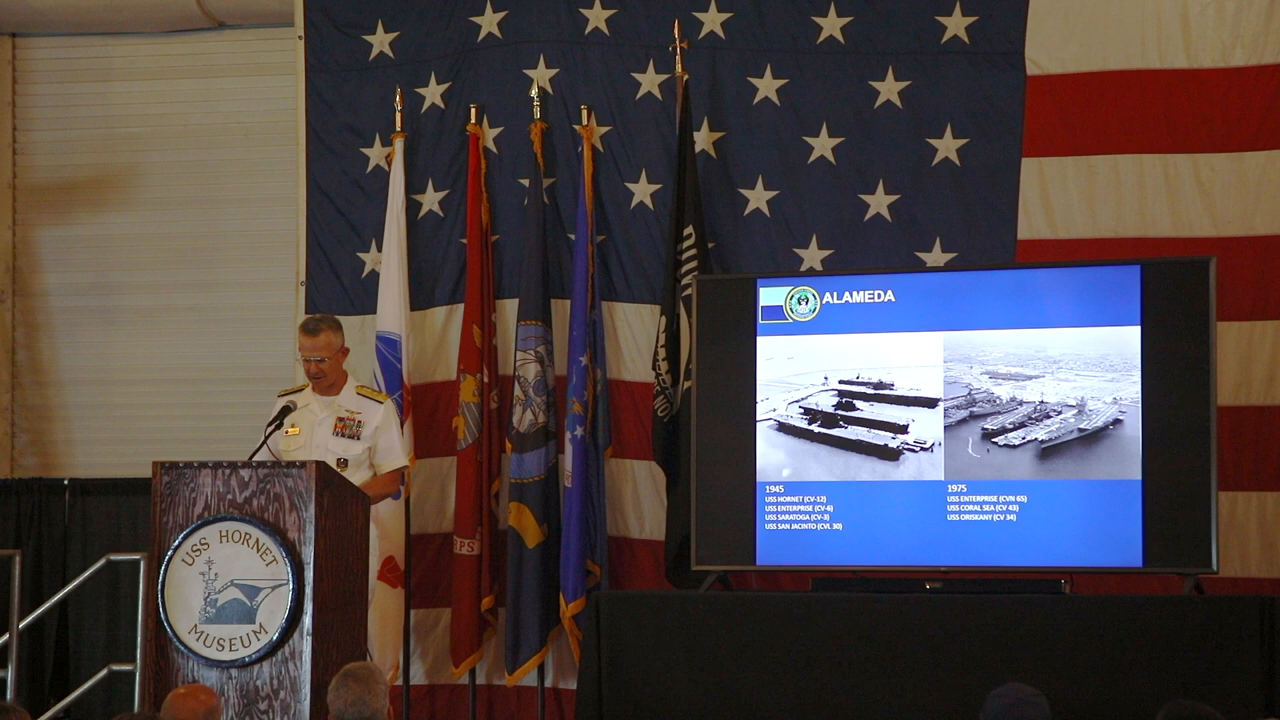 ALAMEDA
1945
USS HORNET (CV-12)
USS ENTERPRISE (CV-6)
USS SARATOGA (CV-3)
USS SAN JACINTO (CVL 30)
1975
USS ENTERPRISE (CVN 65)
USS CORAL SEA (CV 43)
USS ORISKANY (CV 34)
USS HORNET
MUSEUM